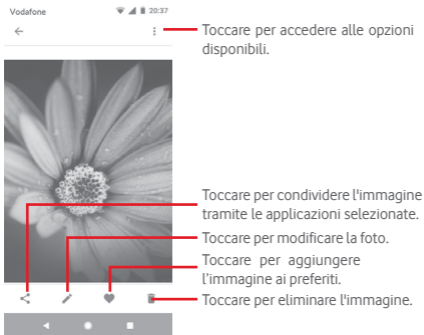 Vodafone 20:37
Toccare per accedere alle opzioni
disponibili.
Toccare per condividere l'immagine
tramite le applicazioni selezionate.
Toccare per modificare la foto.
Toccare per aggiungere
l'immagine ai preferiti.
Toccare per eliminare l'immagine.